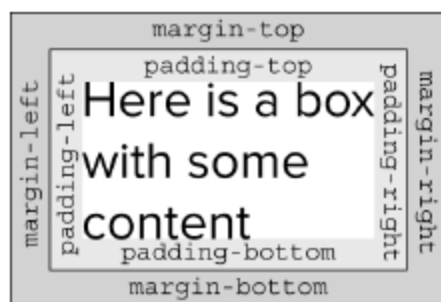 margin-top
padding-top
margin-left
padding-left
Here is a box
with some
content
padding-right
margin-right
padding-bottom
margin-bottom